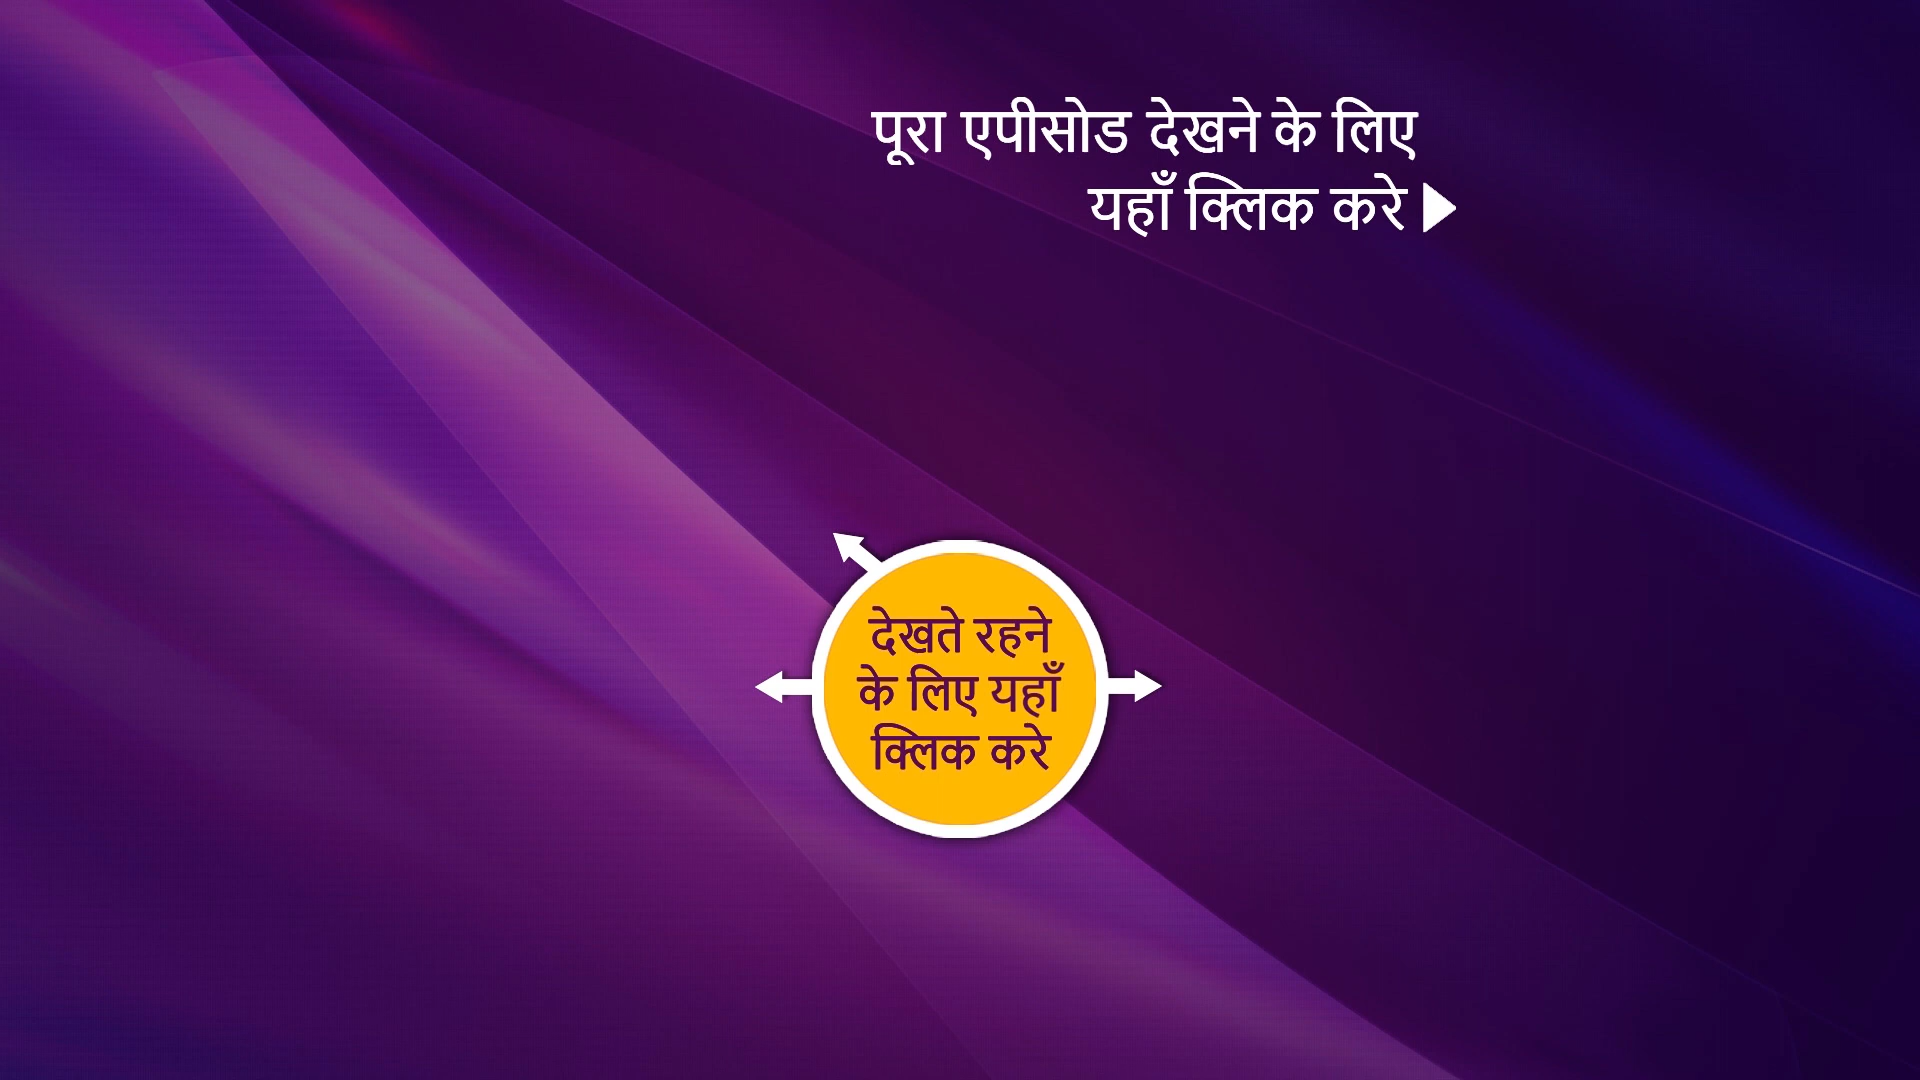 पूरा एपीसोड देखने के लिए
यहाँ क्लिक करे
देखते रहने
के लिए यहाँ
क्लिक करे